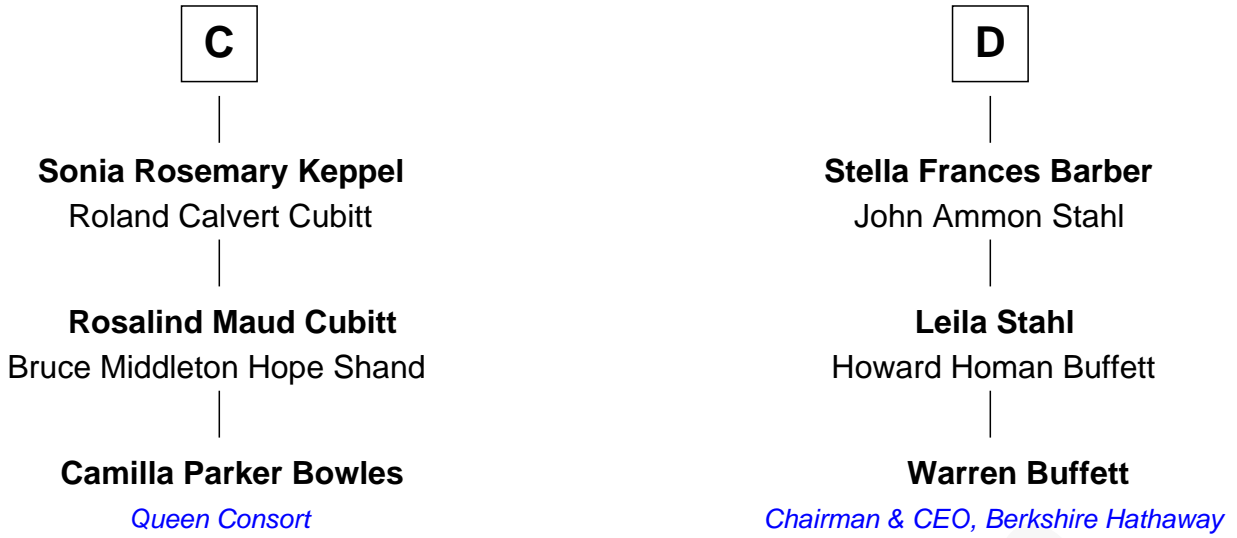 C
Sonia Rosemary Keppel
Roland Calvert Cubitt
Rosalind Maud Cubitt
Bruce Middleton Hope Shand
Camilla Parker Bowles
Queen Consort
D
Stella Frances Barber
John Ammon Stahl
Leila Stahl
Howard Homan Buffett
Warren Buffett
Chairman & CEO, Berkshire Hathaway